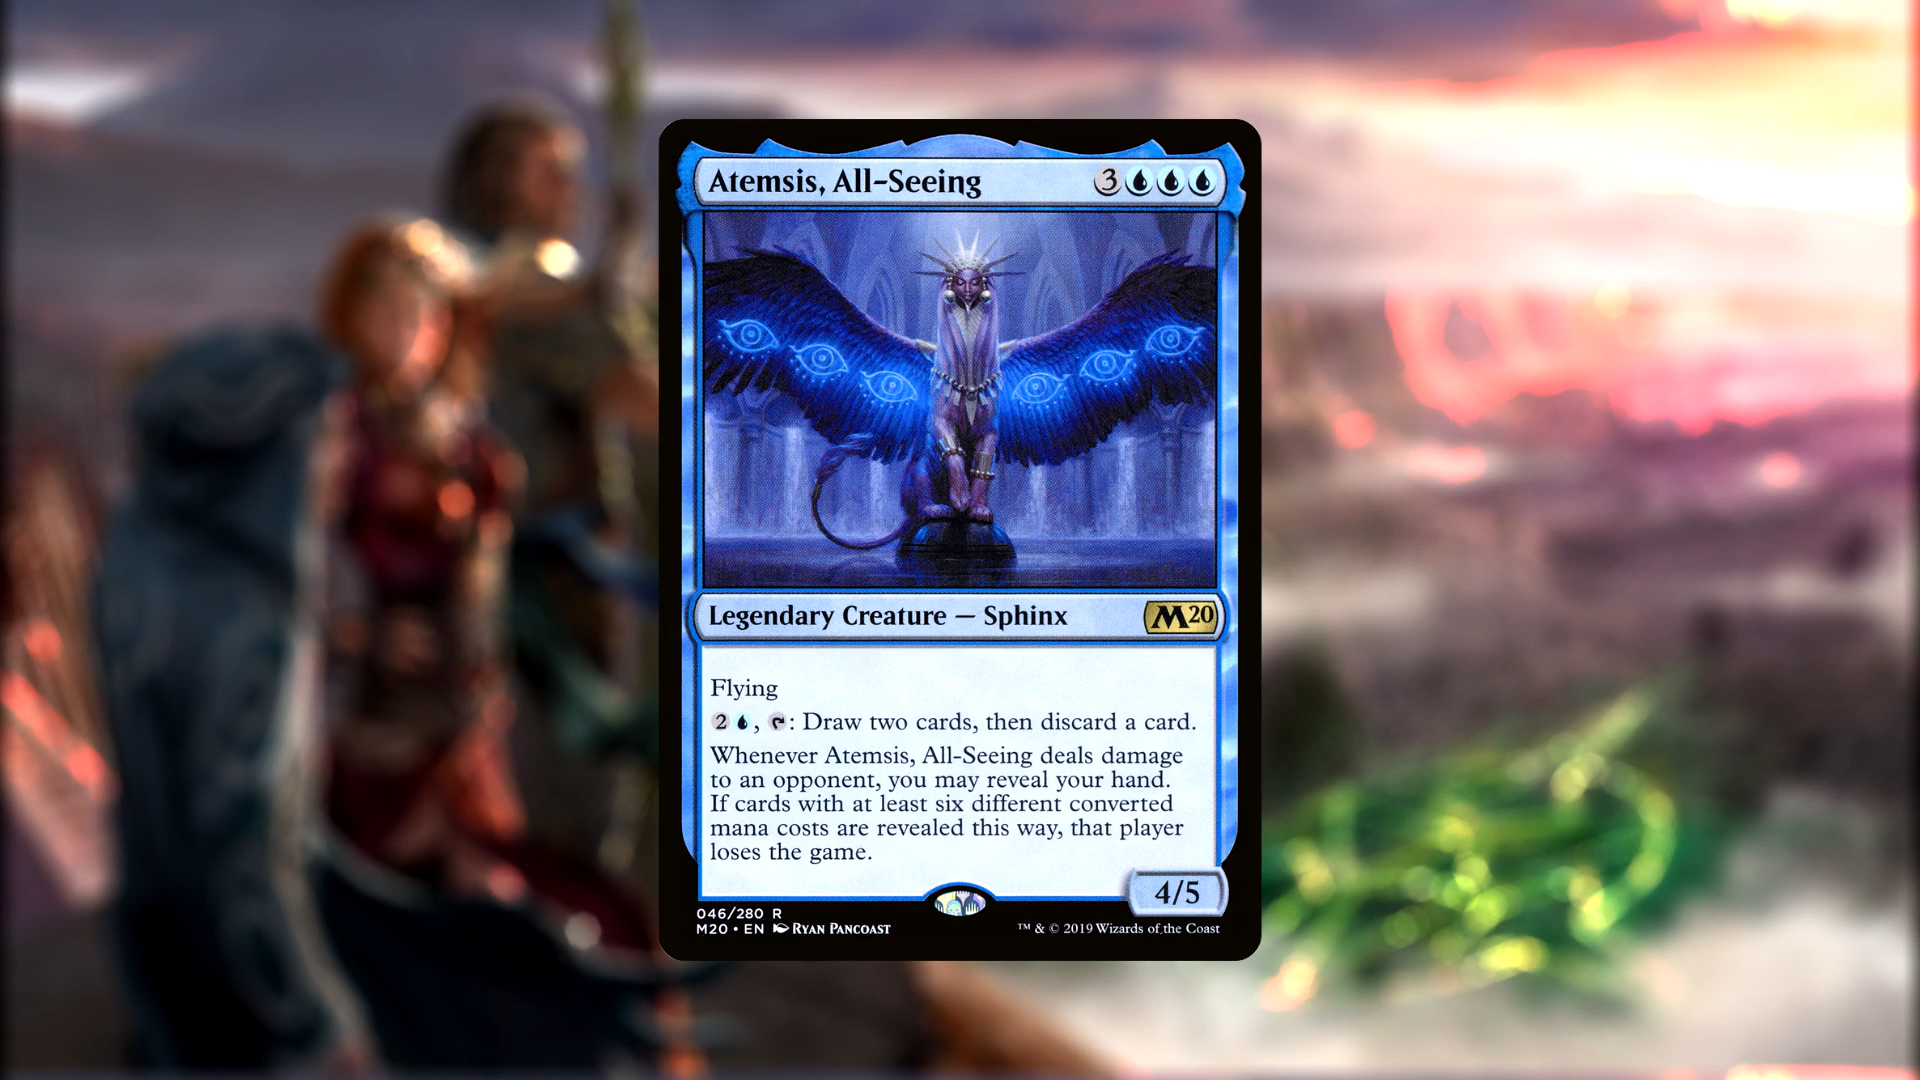 Atemsis, All-Seeing 3
Legendary Creature — Sphinx M20
Flying
2 , : Draw two cards, then discard a card.
Whenever Atemsis, All-Seeing deals damage
to an opponent, you may reveal your hand.
If cards with at least six different converted
mana costs are revealed this way, that player
loses the game.
4/5
046/280 R
M20 • EN RYAN PANCOAST
™ & © 2019 Wizards of the Coast